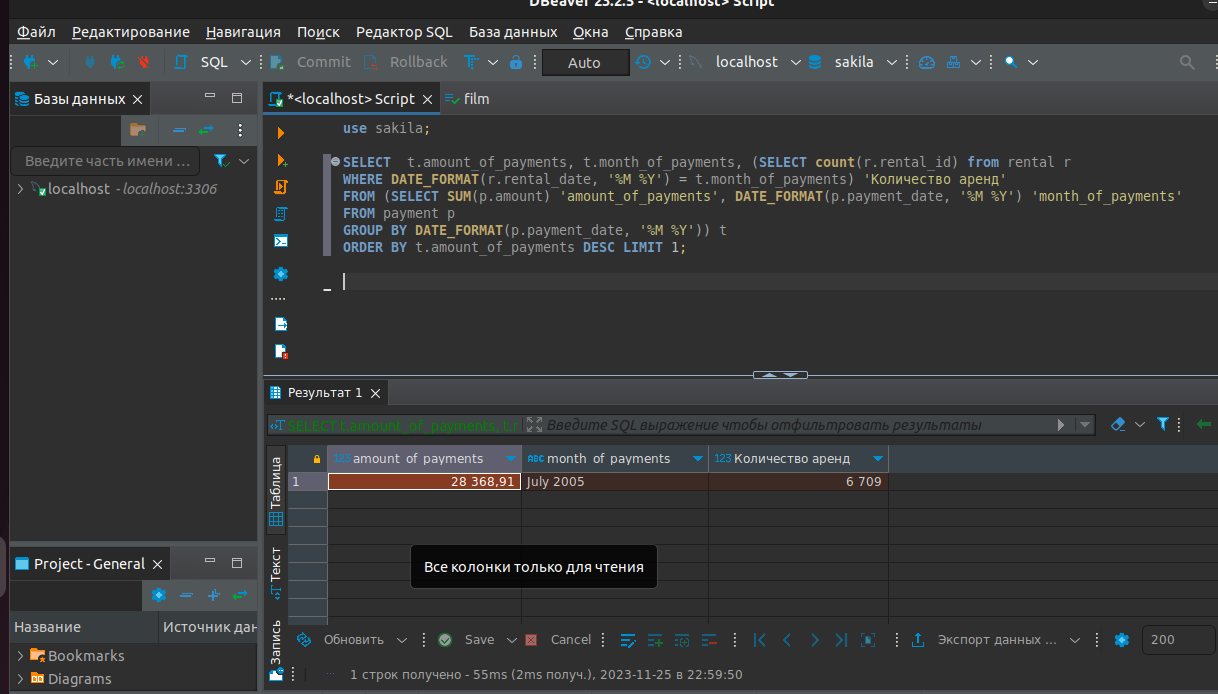 DBeaver 23.2.5 - <localhost> Script
Файл Редактирование Навигация Поиск Редактор SQL База данных Окна Справка
SQL Commit Rollback Auto localhost sakila
Базы данных
*<localhost> Script film
Введите часть имени ...
localhost - localhost:3306
use sakila;
SELECT  t.amount_of_payments, t.month_of_payments, (SELECT count(r.rental_id) from rental r
WHERE DATE_FORMAT(r.rental_date, '%M %Y') = t.month_of_payments) 'Количество аренд'
FROM (SELECT SUM(p.amount) 'amount_of_payments', DATE_FORMAT(p.payment_date, '%M %Y') 'month_of_payments'
FROM payment p
GROUP BY DATE_FORMAT(p.payment_date, '%M %Y')) t
ORDER BY t.amount_of_payments DESC LIMIT 1;
Результат 1
SELECT t.amount_of_payments, t.r
Введите SQL выражение чтобы отфильтровать результаты
Таблица
Текст
Запись
123 amount_of_payments ABC month_of_payments 123 Количество аренд
1 28 368,91 July 2005 6 709
Все колонки только для чтения
Project - General
Название Источник дан
Bookmarks
Diagrams
Обновить Save Cancel Экспорт данных ... 200
1 строк получено - 55ms (2ms получ.), 2023-11-25 в 22:59:50